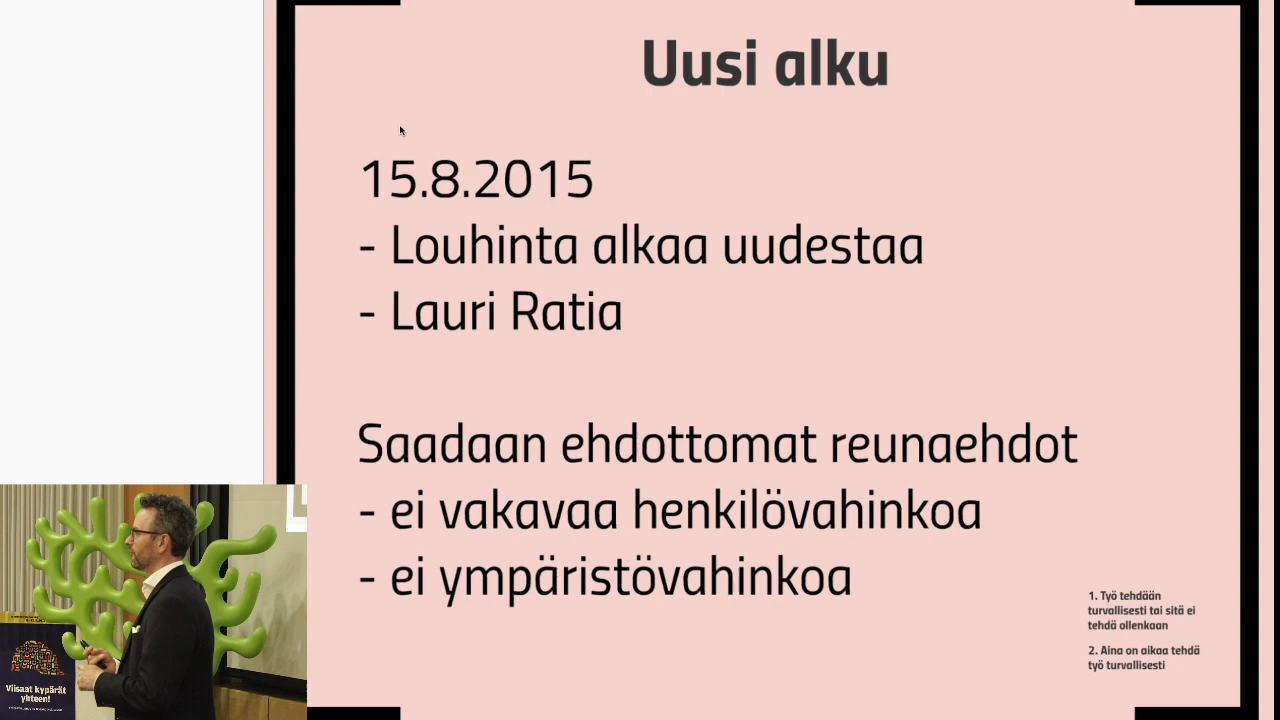 Uusi alku
15.8.2015
- Louhinta alkaa uudestaa
- Lauri Ratia
Saadaan ehdottomat reunaehdot
- ei vakavaa henkilövahinkoa
- ei ympäristövahinkoa
1. Työ tehdään
turvallisesti tai sitä ei
tehdä ollenkaan
2. Aina on aikaa tehdä
työ turvallisesti
Viisaat kypärät
yhteen!